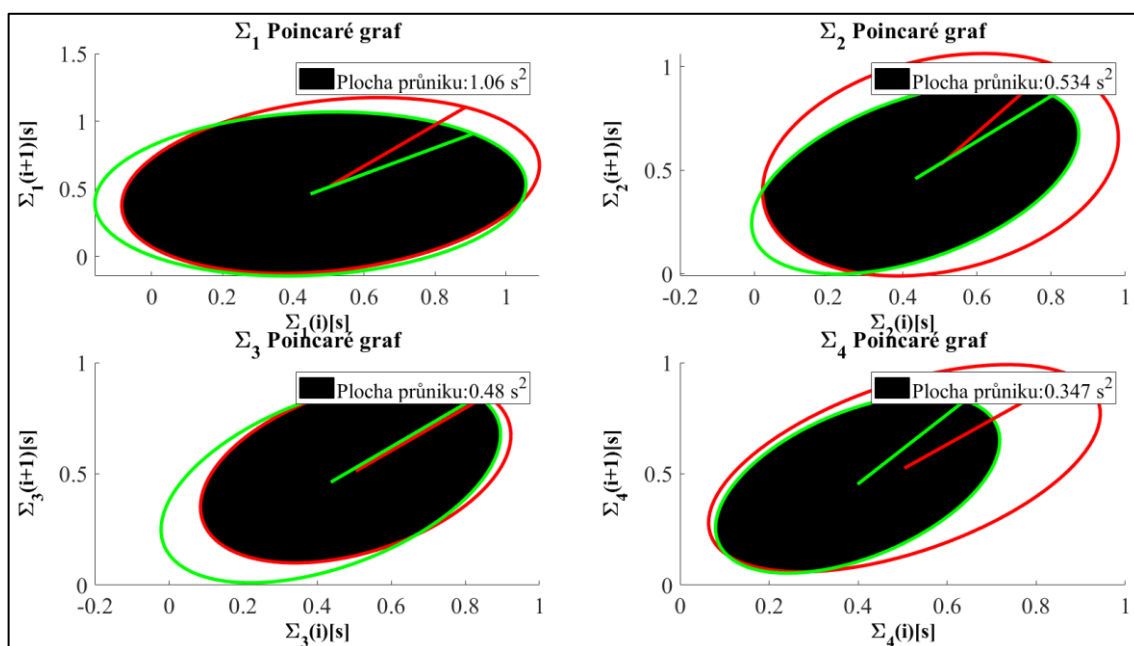 Σ1 Poincaré graf
Plocha průniku:1.06 s2
1.5
1
0.5
0
Σ1(i+1)[s]
0 0.2 0.4 0.6 0.8 1
Σ1(i)[s]
Σ2 Poincaré graf
Plocha průniku:0.534 s2
1
0.5
0
Σ2(i+1)[s]
-0.2 0 0.2 0.4 0.6 0.8 1
Σ2(i)[s]
Σ3 Poincaré graf
Plocha průniku:0.48 s2
1
0.5
0
Σ3(i+1)[s]
-0.2 0 0.2 0.4 0.6 0.8 1
Σ3(i)[s]
Σ4 Poincaré graf
Plocha průniku:0.347 s2
1
0.5
0
Σ4(i+1)[s]
0 0.2 0.4 0.6 0.8 1
Σ4(i)[s]